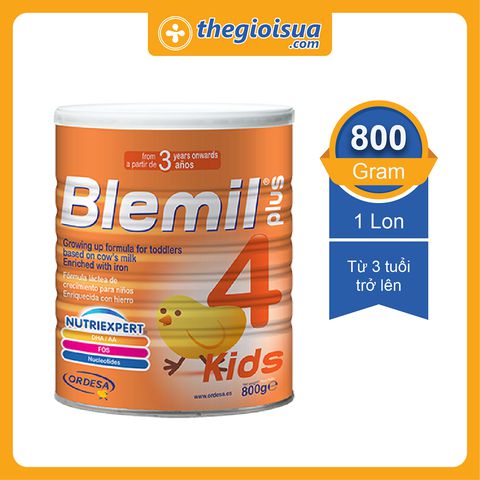 thegioisua
.com
from 3 years onwards
a partir de 3 años
Blemil® plus
Growing up formula for toddlers
based on cow's milk
Enriched with iron
Fórmula láctea de
crecimiento para niños
Enriquecida con hierro
4
NUTRIEXPERT
DHA / AA
FOS
Nucleotides
Kids
ORDESA
www.ordesa.es
Net weight
800g℮
800
Gram
1 Lon
Từ 3 tuổi
trở lên